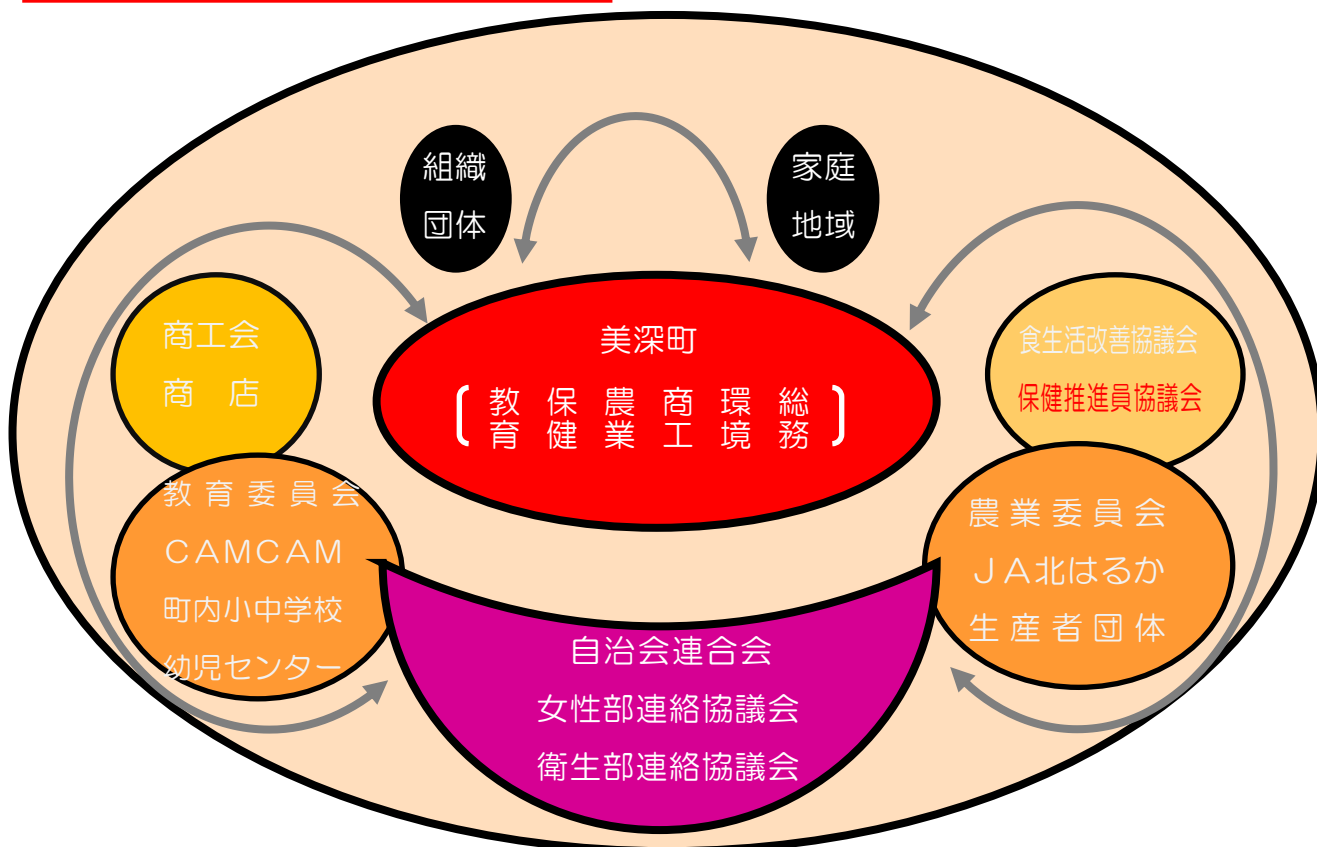 組織
団体
家庭
地域
商工会
商　店
美深町
教育 保健 農業 商工 環境 総務
食生活改善協議会
保健推進員協議会
教育委員会
ＣＡＭＣＡＭ
町内小中学校
幼児センター
農業委員会
ＪＡ北はるか
生産者団体
自治会連合会
女性部連絡協議会
衛生部連絡協議会